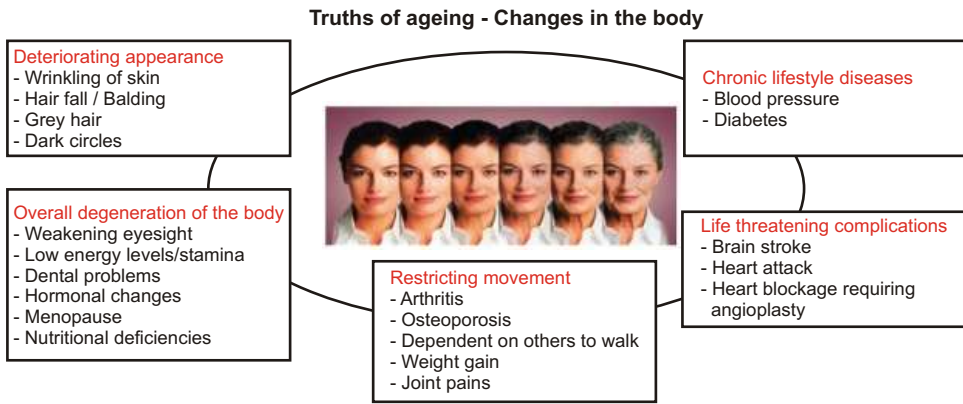 Truths of ageing - Changes in the body
Deteriorating appearance
- Wrinkling of skin
- Hair fall / Balding
- Grey hair
- Dark circles
Chronic lifestyle diseases
- Blood pressure
- Diabetes
Overall degeneration of the body
- Weakening eyesight
- Low energy levels/stamina
- Dental problems
- Hormonal changes
- Menopause
- Nutritional deficiencies
Life threatening complications
- Brain stroke
- Heart attack
- Heart blockage requiring
angioplasty
Restricting movement
- Arthritis
- Osteoporosis
- Dependent on others to walk
- Weight gain
- Joint pains